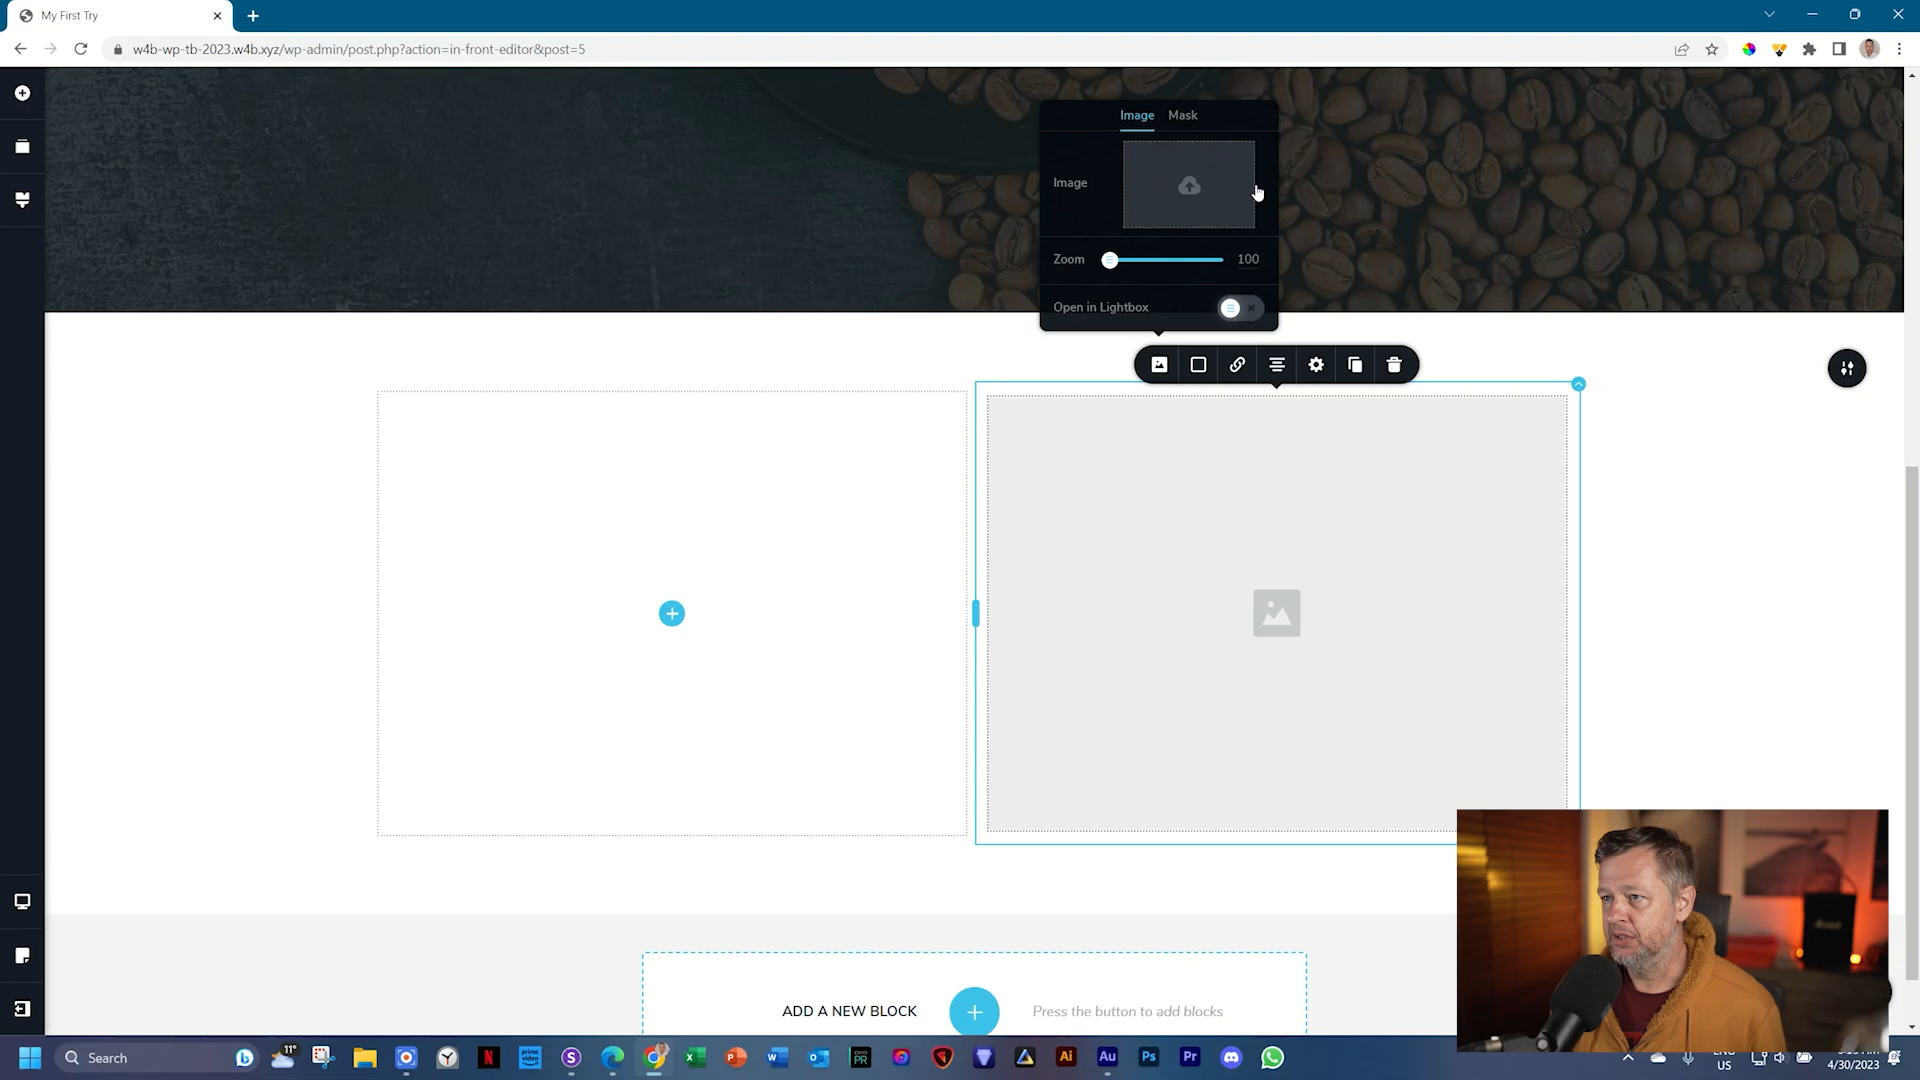 My First Try
w4b-wp-tb-2023.w4b.xyz/wp-admin/post.php?action=in-front-editor&post=5
Image Mask
Image
Zoom 100
Open in Lightbox
ADD A NEW BLOCK
Press the button to add blocks
Search
11°
US
4/30/2023